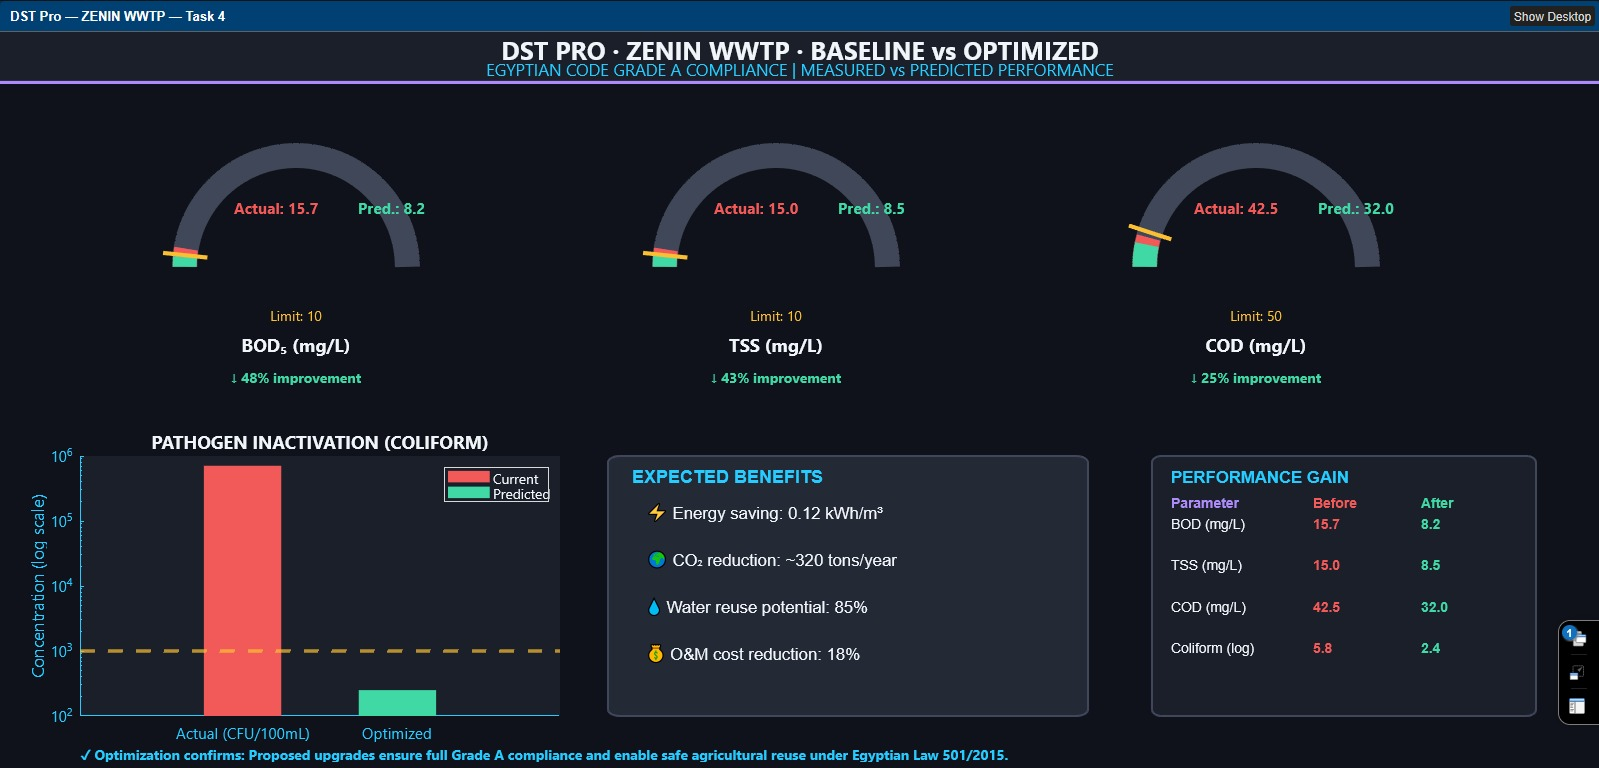 DST Pro — ZENIN WWTP — Task 4
Show Desktop
DST PRO · ZENIN WWTP · BASELINE vs OPTIMIZED
EGYPTIAN CODE GRADE A COMPLIANCE | MEASURED vs PREDICTED PERFORMANCE
Actual: 15.7 Pred.: 8.2
Limit: 10
BOD₅ (mg/L)
↓ 48% improvement
Actual: 15.0 Pred.: 8.5
Limit: 10
TSS (mg/L)
↓ 43% improvement
Actual: 42.5 Pred.: 32.0
Limit: 50
COD (mg/L)
↓ 25% improvement
PATHOGEN INACTIVATION (COLIFORM)
Concentration (log scale)
10⁶
10⁵
10⁴
10³
10²
Current
Predicted
Actual (CFU/100mL) Optimized
EXPECTED BENEFITS
⚡ Energy saving: 0.12 kWh/m³
🌍 CO₂ reduction: ~320 tons/year
💧 Water reuse potential: 85%
💰 O&M cost reduction: 18%
PERFORMANCE GAIN
Parameter Before After
BOD (mg/L) 15.7 8.2
TSS (mg/L) 15.0 8.5
COD (mg/L) 42.5 32.0
Coliform (log) 5.8 2.4
1
✓ Optimization confirms: Proposed upgrades ensure full Grade A compliance and enable safe agricultural reuse under Egyptian Law 501/2015.